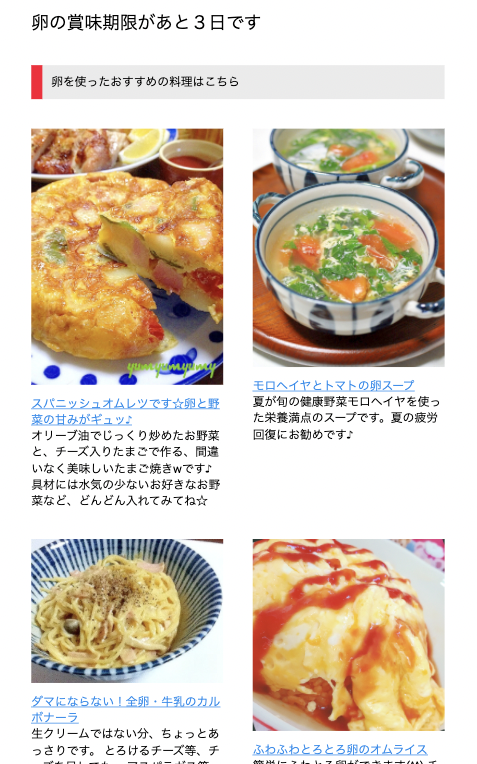 卵の賞味期限があと３日です
卵を使ったおすすめの料理はこちら
yumyumyumy
スパニッシュオムレツです☆卵と野
菜の甘みがギュッ♪
オリーブ油でじっくり炒めたお野菜
と、チーズ入りたまごで作る、間違
いなく美味しいたまご焼きwです♪
具材には水気の少ないお好きなお野
菜など、どんどん入れてみてね☆
モロヘイヤとトマトの卵スープ
夏が旬の健康野菜モロヘイヤを使っ
た栄養満点のスープです。夏の疲労
回復にお勧めです♪
ダマにならない！全卵・牛乳のカル
ボナーラ
生クリームではない分、ちょっとあ
っさりです。 とろけるチーズ等、チ
ふわふわとろとろ卵のオムライス